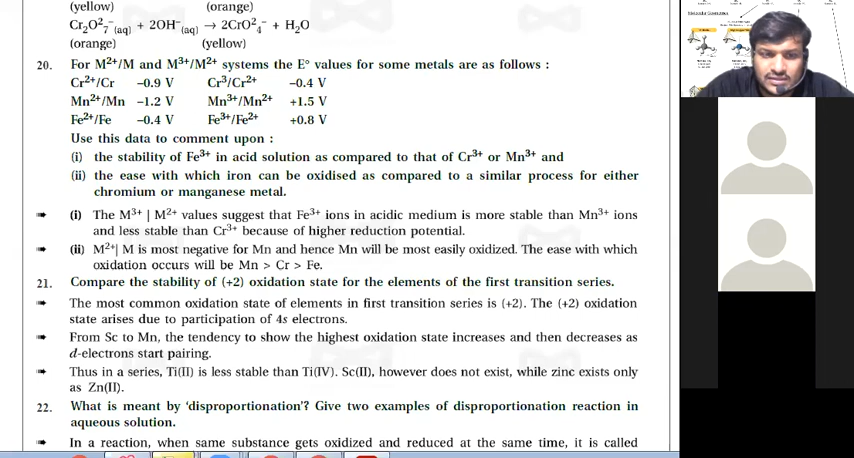 (yellow) (orange)
Cr₂O²₇⁻(aq) + 2OH⁻(aq) → 2CrO²₄⁻ + H₂O
(orange) (yellow)
20. For M²⁺/M and M³⁺/M²⁺ systems the E° values for some metals are as follows :
Cr²⁺/Cr −0.9 V Cr³/Cr²⁺ −0.4 V
Mn²⁺/Mn −1.2 V Mn³⁺/Mn²⁺ +1.5 V
Fe²⁺/Fe −0.4 V Fe³⁺/Fe²⁺ +0.8 V
Use this data to comment upon :
(i) the stability of Fe³⁺ in acid solution as compared to that of Cr³⁺ or Mn³⁺ and
(ii) the ease with which iron can be oxidised as compared to a similar process for either
chromium or manganese metal.
(i) The M³⁺ | M²⁺ values suggest that Fe³⁺ ions in acidic medium is more stable than Mn³⁺ ions
and less stable than Cr³⁺ because of higher reduction potential.
(ii) M²⁺| M is most negative for Mn and hence Mn will be most easily oxidized. The ease with which
oxidation occurs will be Mn > Cr > Fe.
21. Compare the stability of (+2) oxidation state for the elements of the first transition series.
The most common oxidation state of elements in first transition series is (+2). The (+2) oxidation
state arises due to participation of 4s electrons.
From Sc to Mn, the tendency to show the highest oxidation state increases and then decreases as
d-electrons start pairing.
Thus in a series, Ti(II) is less stable than Ti(IV). Sc(II), however does not exist, while zinc exists only
as Zn(II).
22. What is meant by 'disproportionation'? Give two examples of disproportionation reaction in
aqueous solution.
In a reaction, when same substance gets oxidized and reduced at the same time, it is called